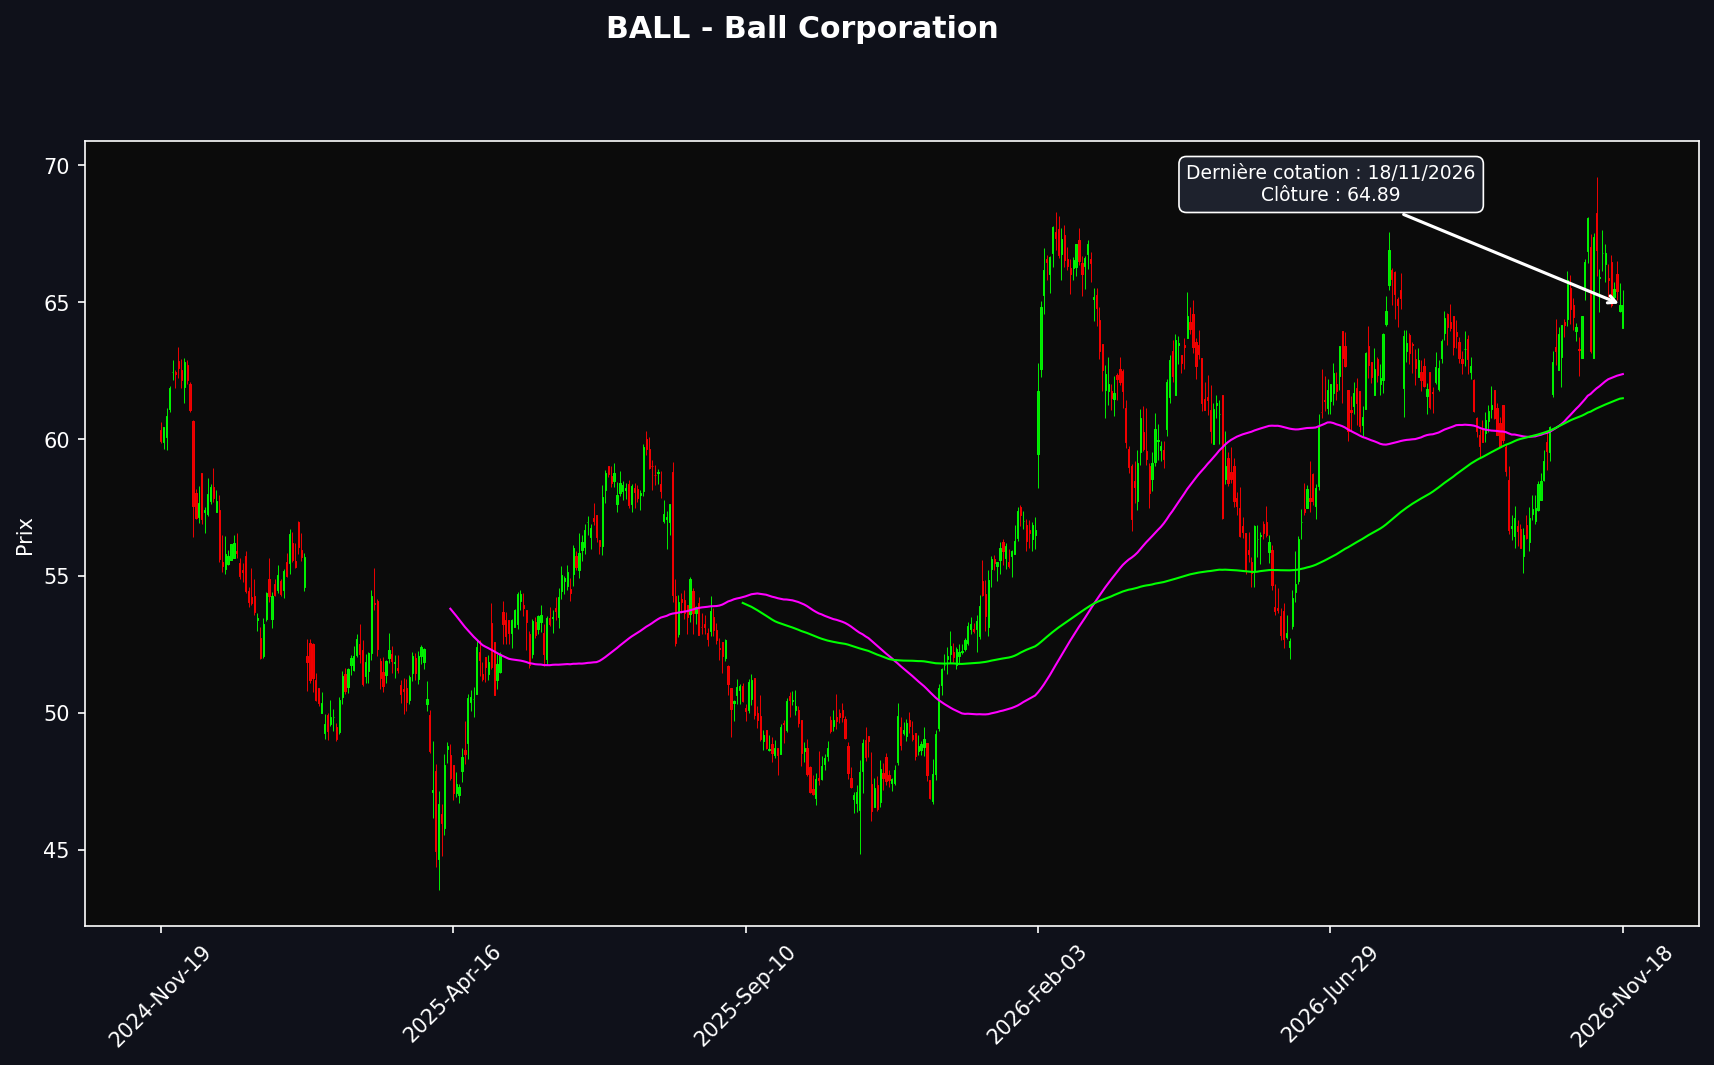 BALL - Ball Corporation
Dernière cotation : 18/11/2026
Clôture : 64.89
Prix
70
65
60
55
50
45
2024-Nov-19
2025-Apr-16
2025-Sep-10
2026-Feb-03
2026-Jun-29
2026-Nov-18